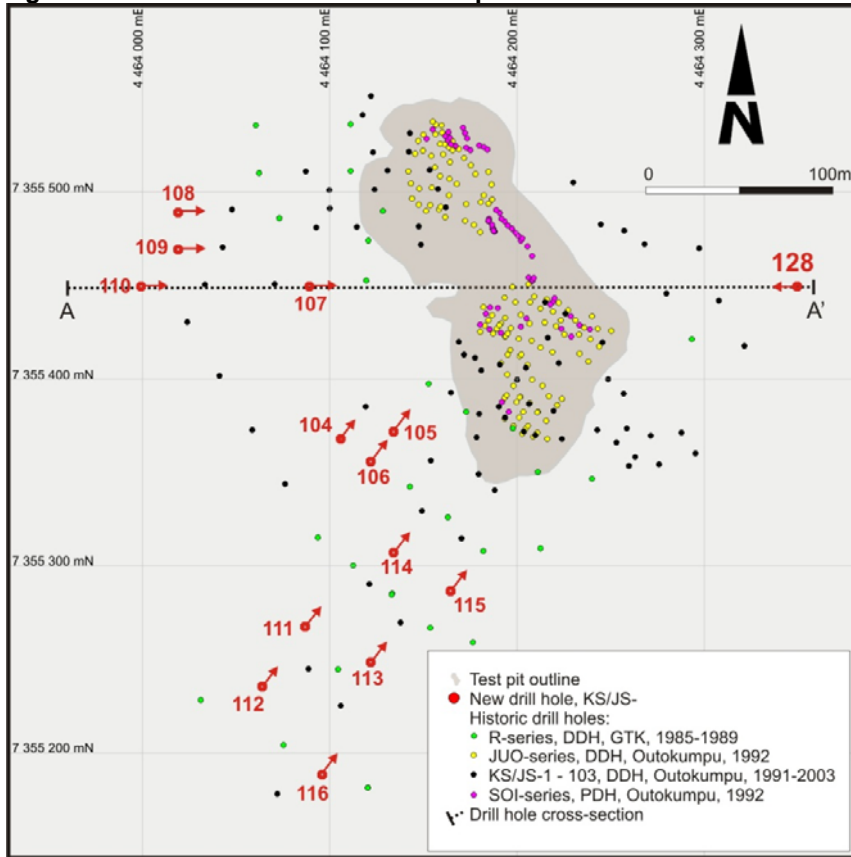 4 464 000 mE
4 464 100 mE
4 464 200 mE
4 464 300 mE
N
0 100m
7 355 500 mN
108
109
110
107
128
A
A'
7 355 400 mN
104
105
106
7 355 300 mN
114
115
111
113
112
7 355 200 mN
116
Test pit outline
New drill hole, KS/JS-
Historic drill holes:
R-series, DDH, GTK, 1985-1989
JUO-series, DDH, Outokumpu, 1992
KS/JS-1 - 103, DDH, Outokumpu, 1991-2003
SOI-series, PDH, Outokumpu, 1992
Drill hole cross-section